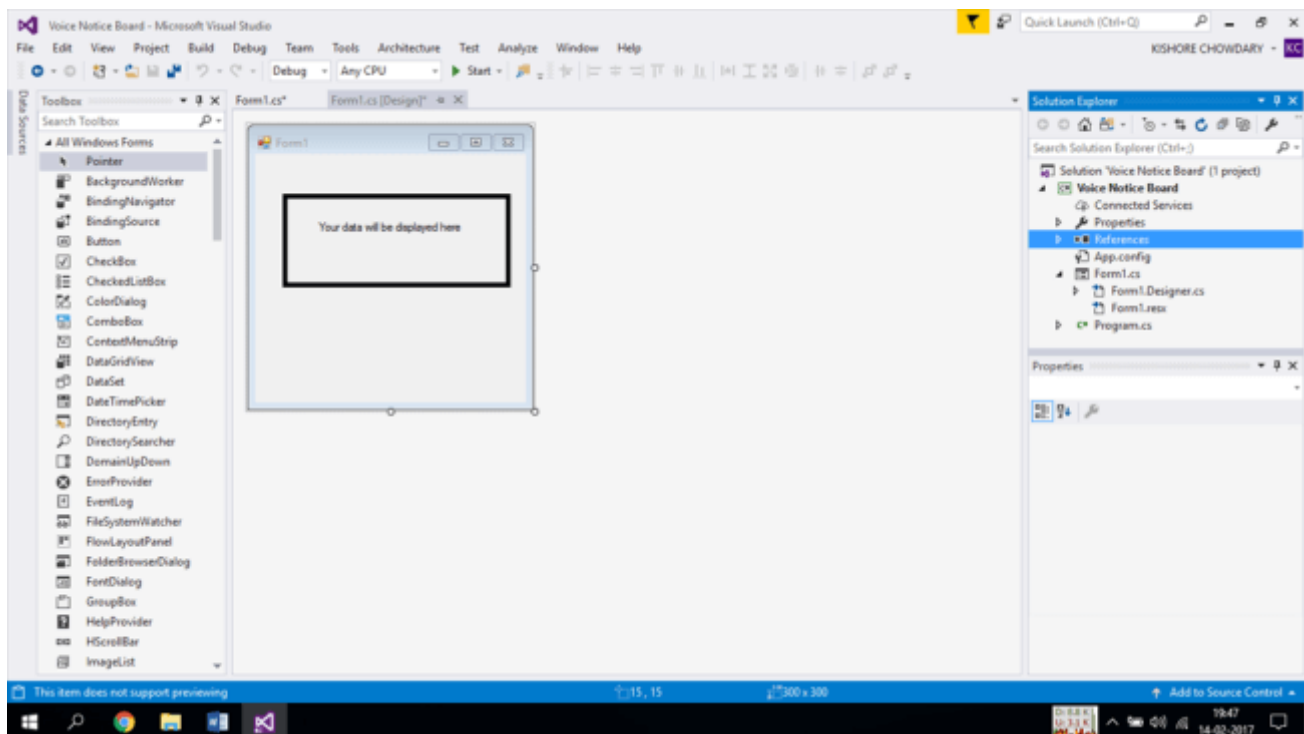 Voice Notice Board - Microsoft Visual Studio
Quick Launch (Ctrl+Q)
File Edit View Project Build Debug Team Tools Architecture Test Analyze Window Help
KISHORE CHOWDARY
KC
Debug Any CPU Start
Data Sources
Toolbox
Search Toolbox
All Windows Forms
Pointer
BackgroundWorker
BindingNavigator
BindingSource
Button
CheckBox
CheckedListBox
ColorDialog
ComboBox
ContextMenuStrip
DataGridView
DataSet
DateTimePicker
DirectoryEntry
DirectorySearcher
DomainUpDown
ErrorProvider
EventLog
FileSystemWatcher
FlowLayoutPanel
FolderBrowserDialog
FontDialog
GroupBox
HelpProvider
HScrollBar
ImageList
Form1.cs* Form1.cs [Design]*
Form1
Your data will be displayed here
Solution Explorer
Search Solution Explorer (Ctrl+;)
Solution 'Voice Notice Board' (1 project)
Voice Notice Board
Connected Services
Properties
References
App.config
Form1.cs
Form1.Designer.cs
Form1.resx
Program.cs
Properties
This item does not support previewing
15 , 15
300 x 300
Add to Source Control
19:47
14-02-2017